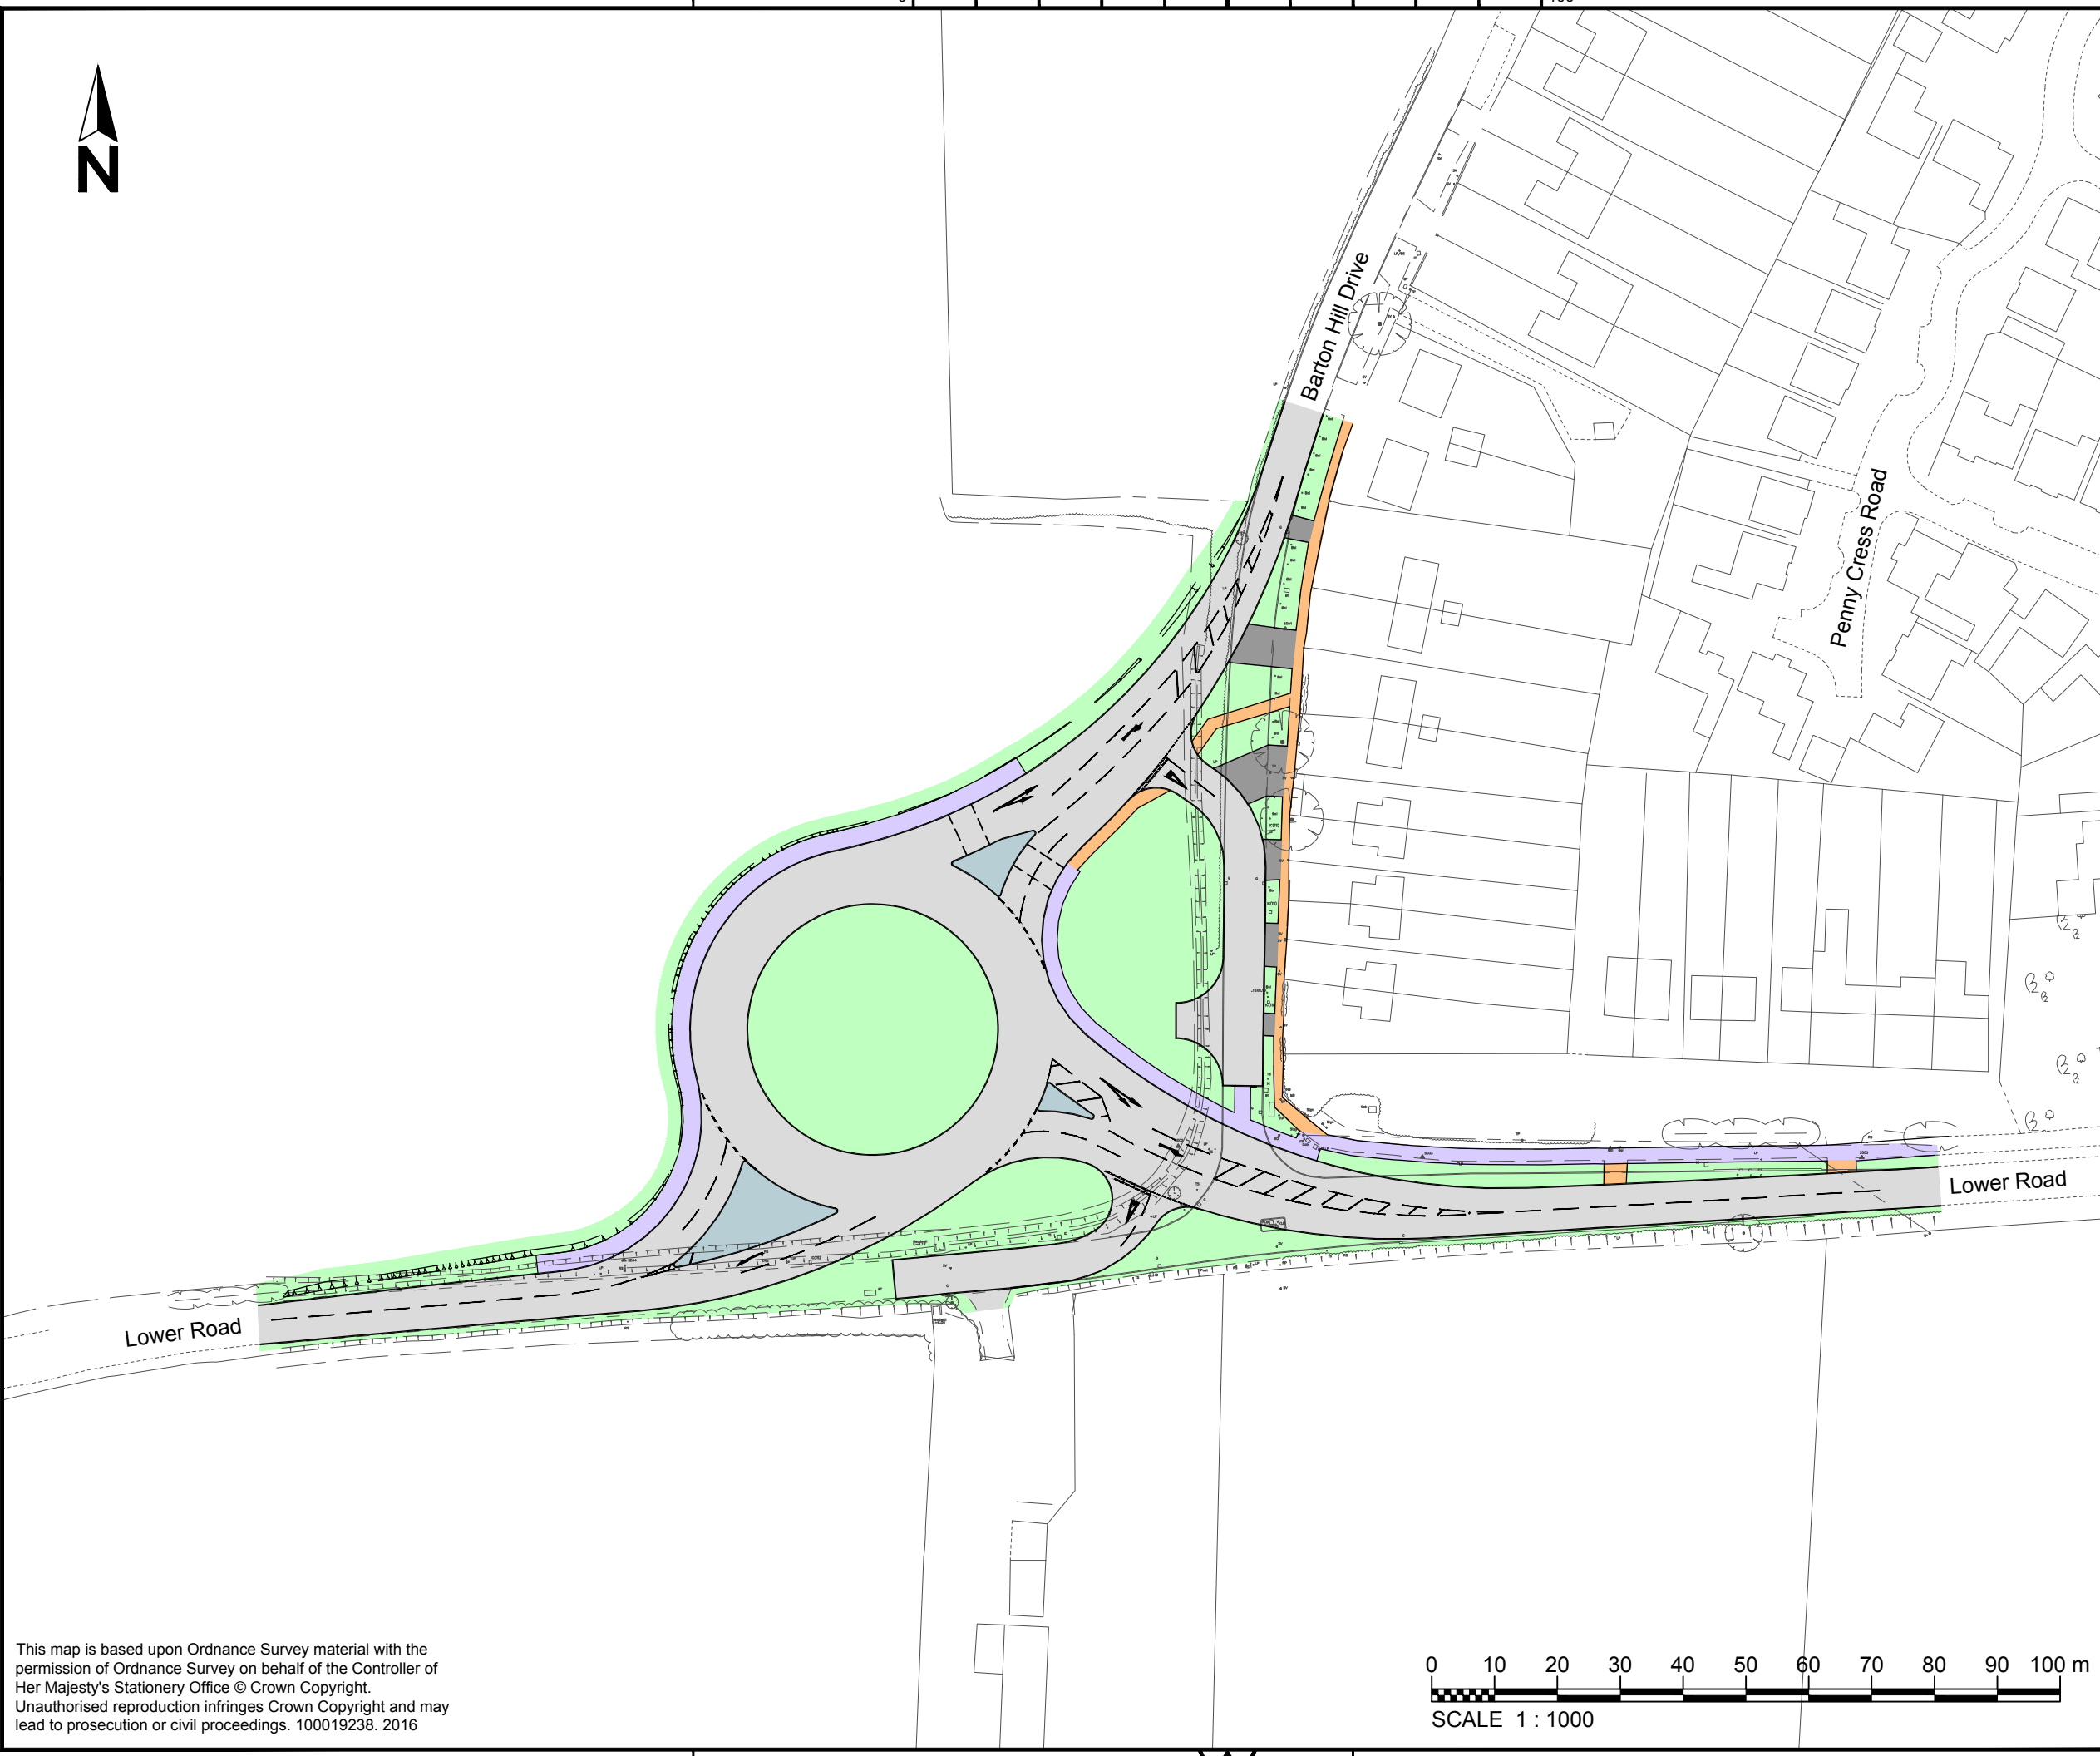 N
Barton Hill Drive
Penny Cress Road
Lower Road
Lower Road
This map is based upon Ordnance Survey material with the
permission of Ordnance Survey on behalf of the Controller of
Her Majesty's Stationery Office © Crown Copyright.
Unauthorised reproduction infringes Crown Copyright and may
lead to prosecution or civil proceedings. 100019238. 2016
0 10 20 30 40 50 60 70 80 90 100 m
SCALE 1 : 1000